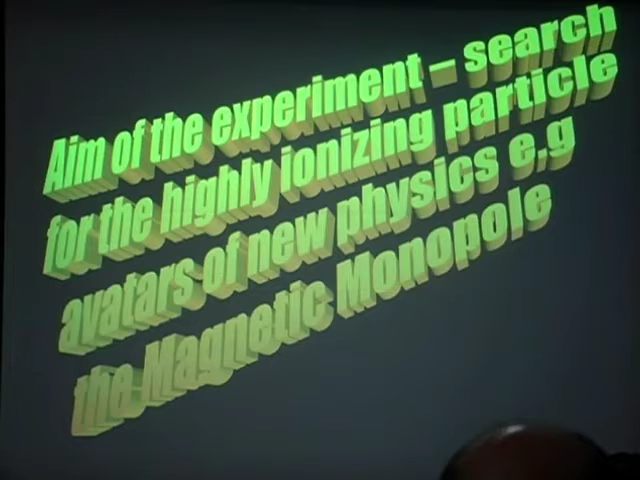 Aim of the experiment – search
for the highly ionizing particle
avatars of new physics e.g
the Magnetic Monopole